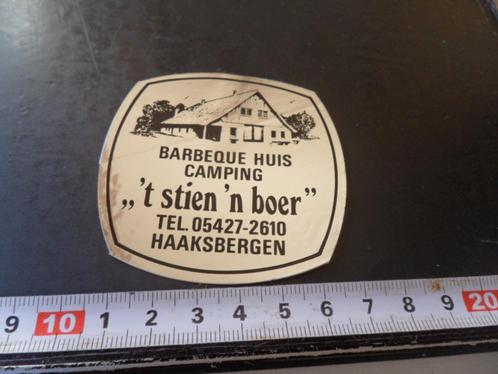 BARBEQUE HUIS
CAMPING
„'t stien 'n boer”
TEL. 05427-2610
HAAKSBERGEN
9 10 1 2 3 4 5 6 7 8 9 20